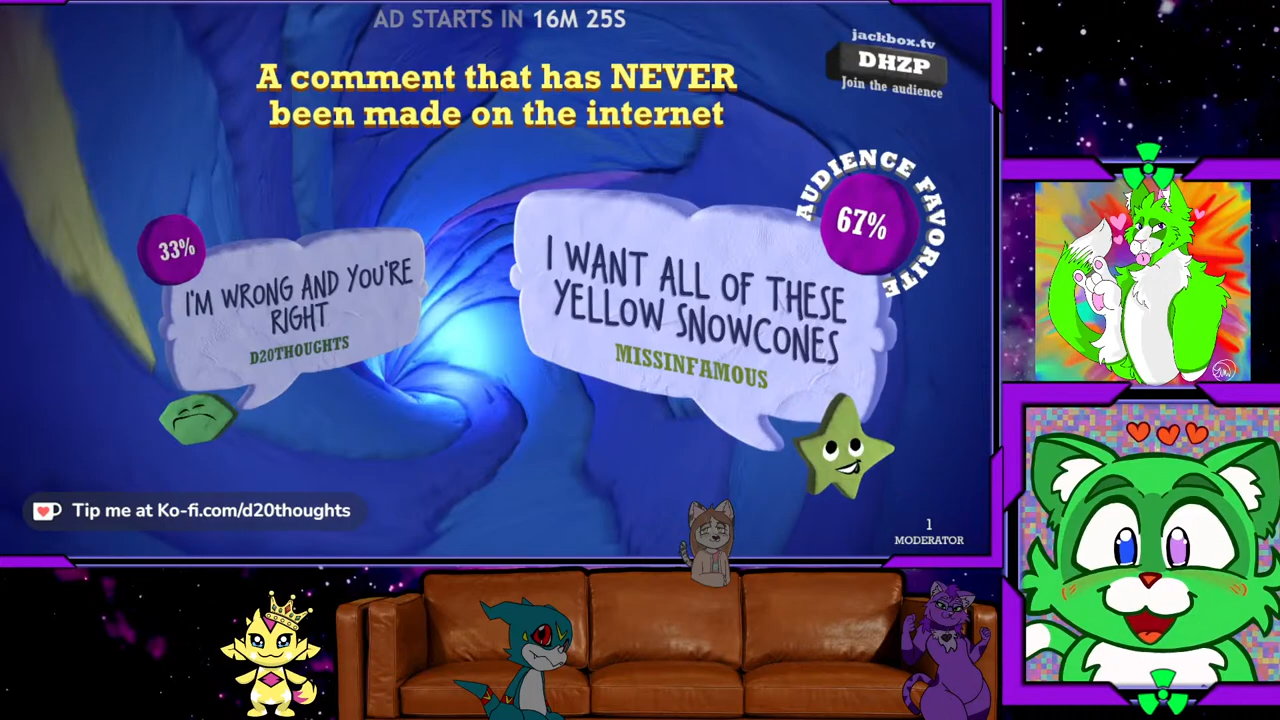 AD STARTS IN 16M 25S
jackbox.tv
DHZP
Join the audience
A comment that has NEVER
been made on the internet
AUDIENCE FAVORITE
33%
67%
I'M WRONG AND YOU'RE
RIGHT
D20THOUGHTS
I WANT ALL OF THESE
YELLOW SNOWCONES
MISSINFAMOUS
Tip me at Ko-fi.com/d20thoughts
1
MODERATOR